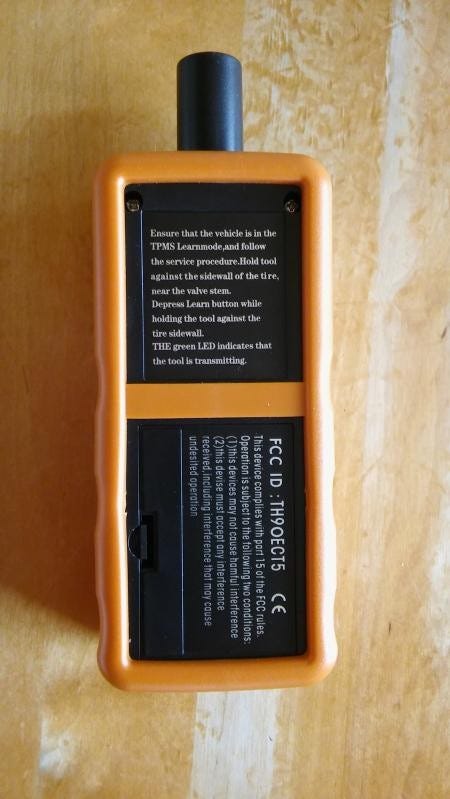 Ensure that the vehicle is in the
TPMS Learnmode,and follow
the service procedure.Hold tool
against the sidewall of the tire,
near the valve stem.
Depress Learn button while
holding the tool against the
tire sidewall.
THE green LED indicates that
the tool is transmitting.
FCC ID :TH9OECT5 CE
This device complies with part 15 of the FCC rules.
Operation is subject to the following two conditions:
(1)this devices may not cause hamful interference
(2)this devise must accept any interference
received,including interference that may cause
undesited operation